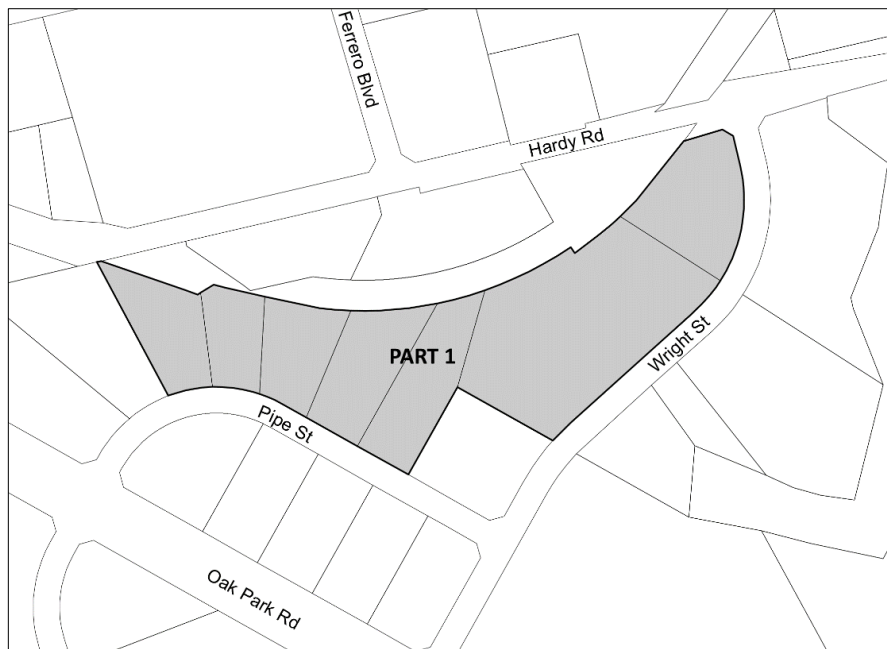 Ferrero Blvd
Hardy Rd
PART 1
Wright St
Pipe St
Oak Park Rd